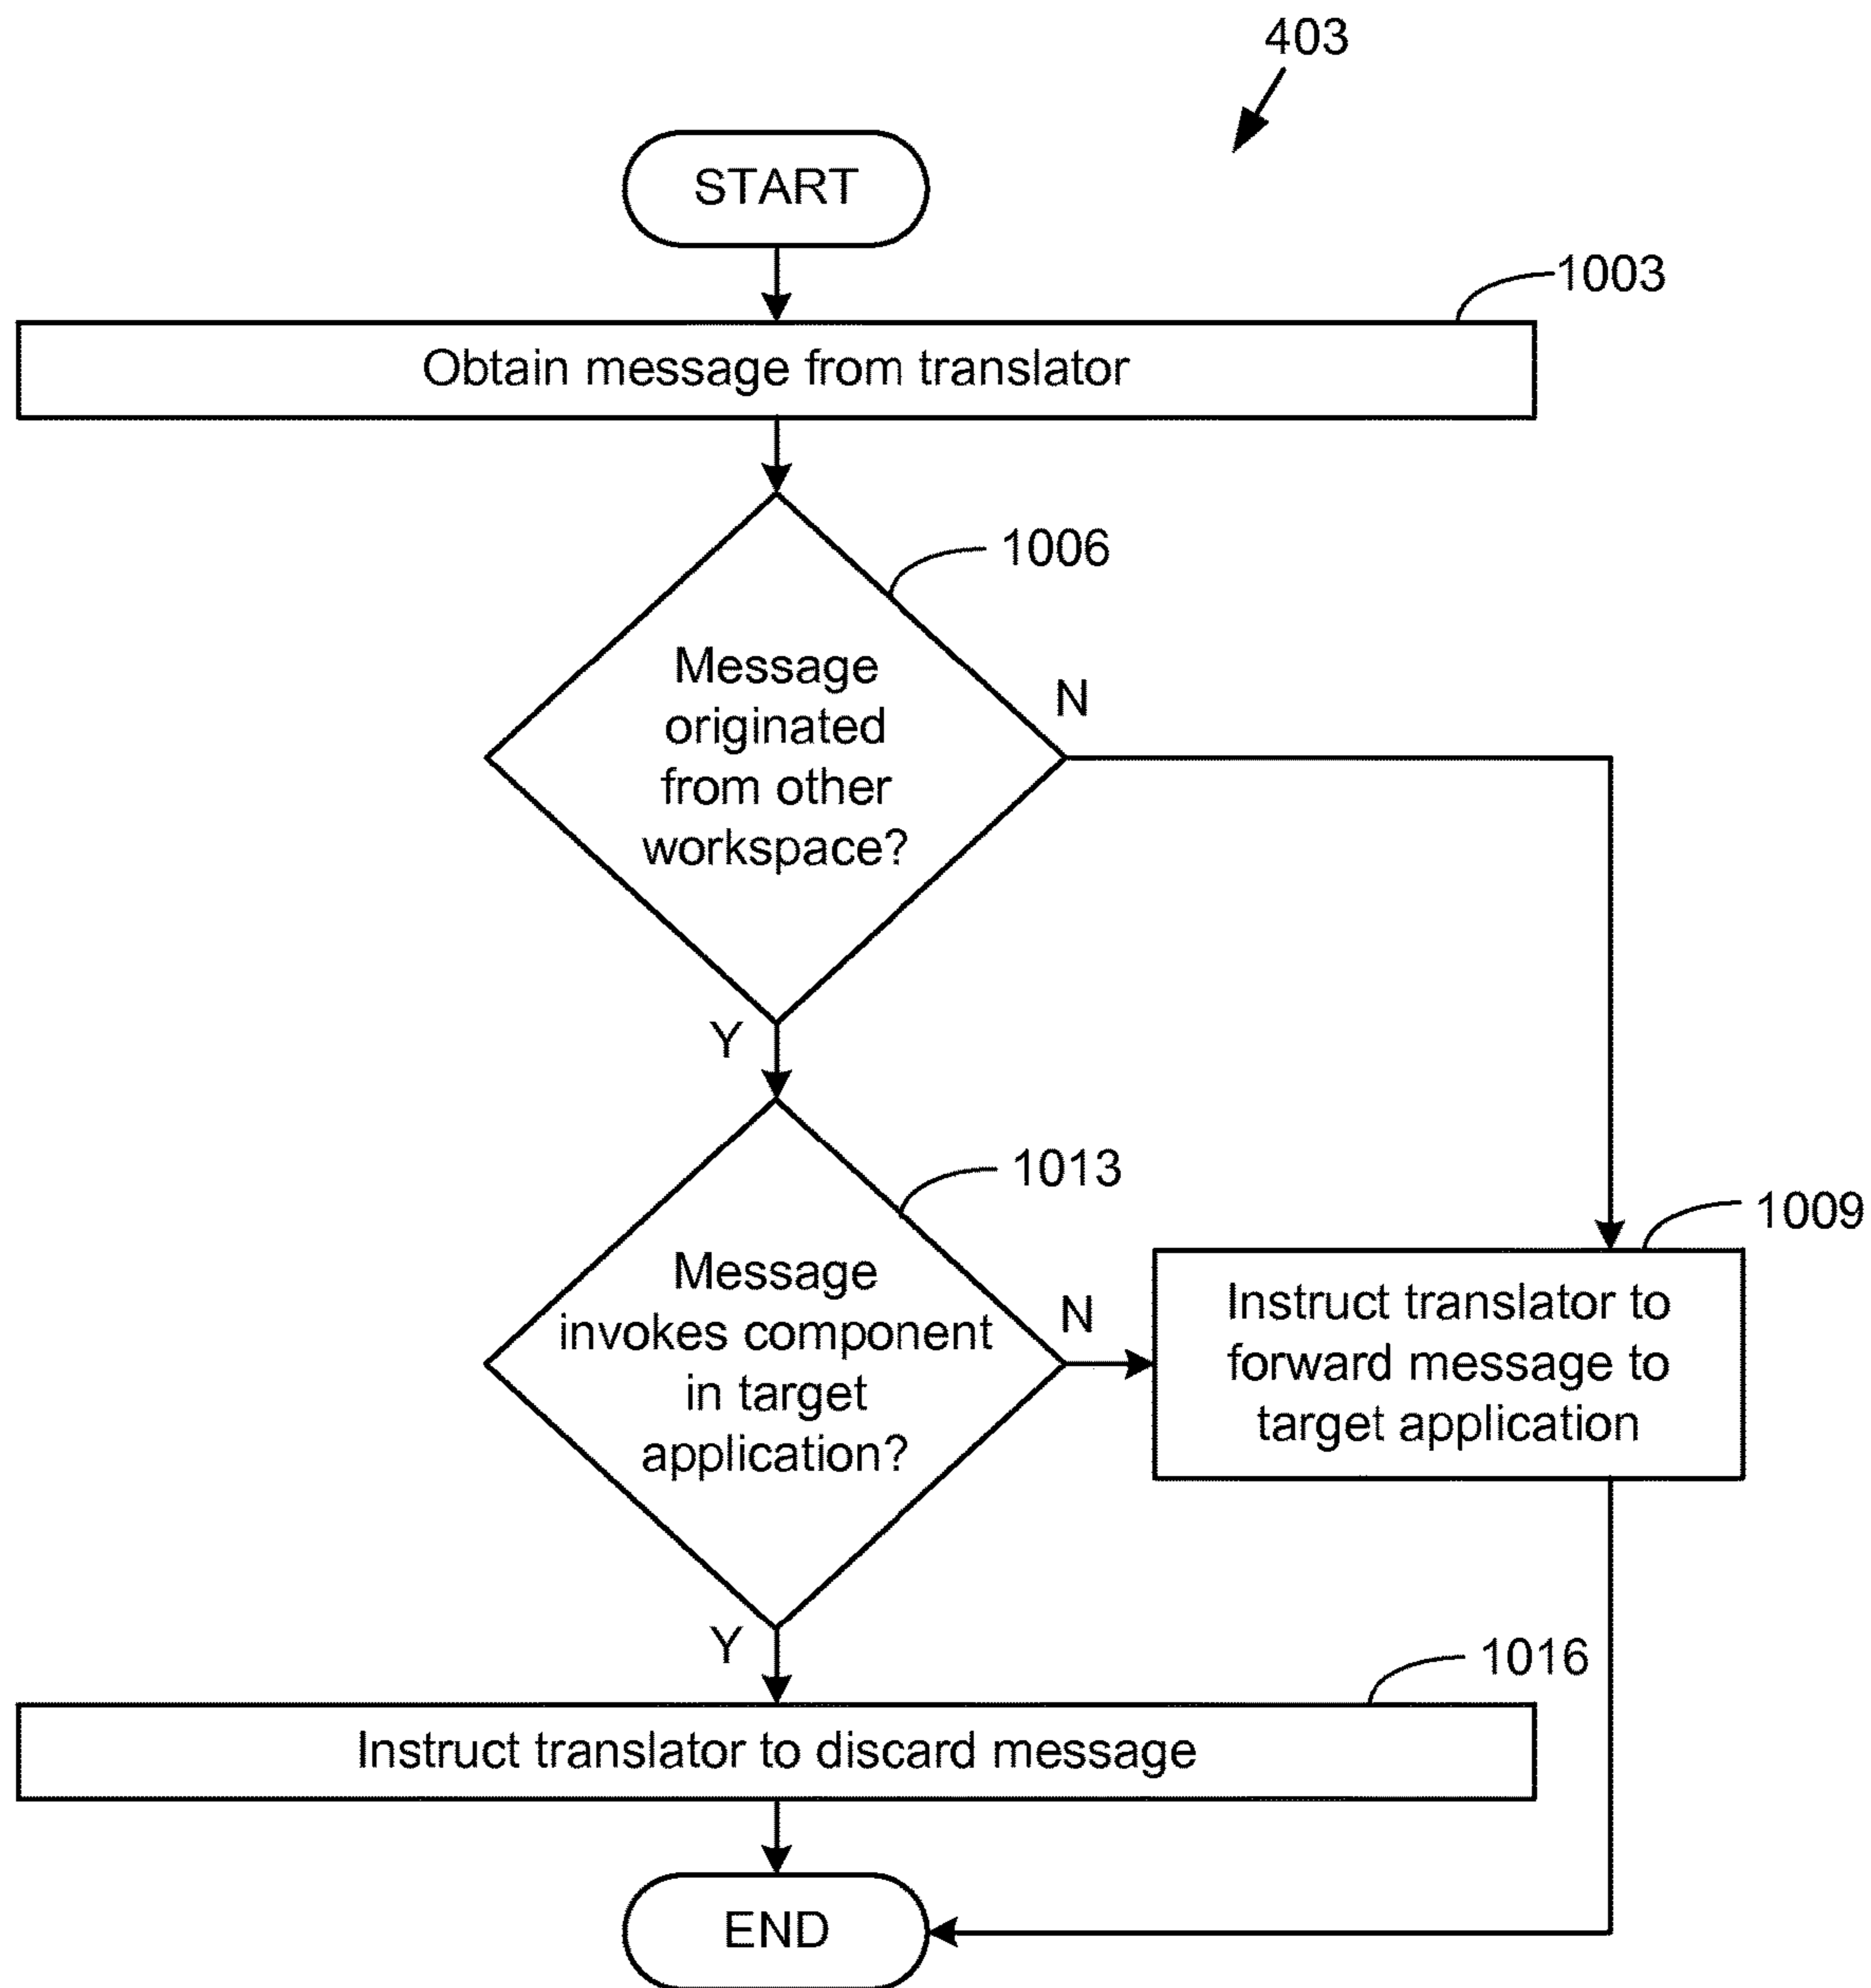 403
START
1003
Obtain message from translator
1006
Message
originated
from other
workspace?
N
Y
1013
Message
invokes component
in target
application?
N
1009
Instruct translator to
forward message to
target application
Y
1016
Instruct translator to discard message
END